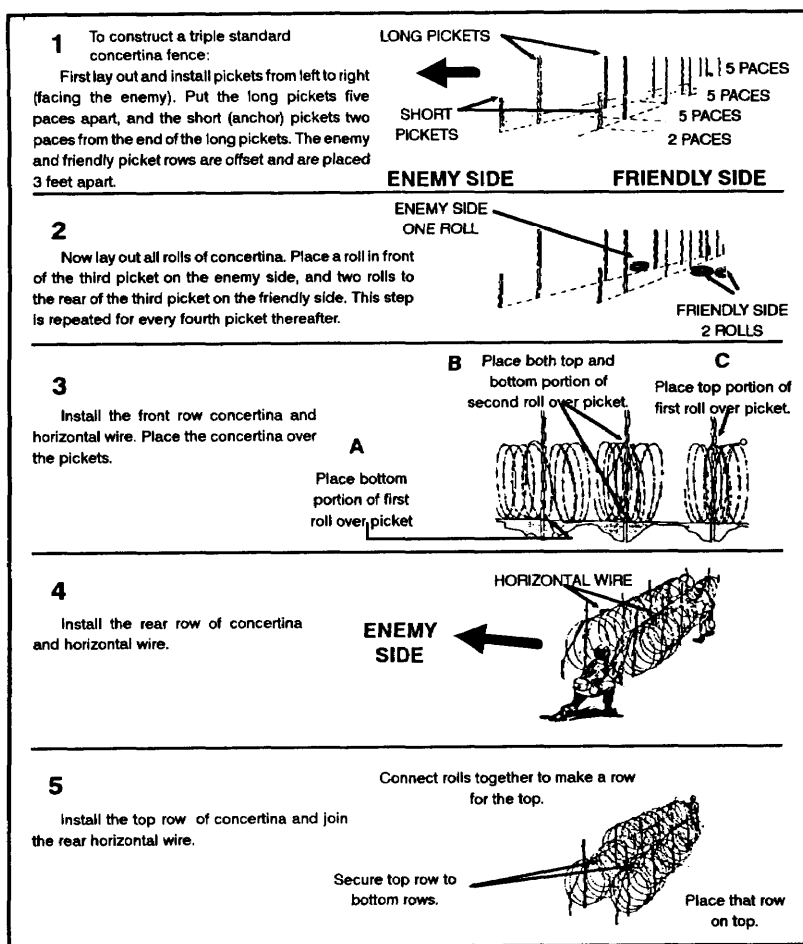 1 To construct a triple standard
concertina fence:
First lay out and install pickets from left to right
(facing the enemy). Put the long pickets five
paces apart, and the short (anchor) pickets two
paces from the end of the long pickets. The enemy
and friendly picket rows are offset and are placed
3 feet apart.
LONG PICKETS
SHORT
PICKETS
5 PACES
5 PACES
5 PACES
2 PACES
ENEMY SIDE
FRIENDLY SIDE
2
Now lay out all rolls of concertina. Place a roll in front
of the third picket on the enemy side, and two rolls to
the rear of the third picket on the friendly side. This step
is repeated for every fourth picket thereafter.
ENEMY SIDE
ONE ROLL
FRIENDLY SIDE
2 ROLLS
3
Install the front row concertina and
horizontal wire. Place the concertina over
the pickets.
A
Place bottom
portion of first
roll over picket
B
Place both top and
bottom portion of
second roll over picket.
C
Place top portion of
first roll over picket.
4
Install the rear row of concertina
and horizontal wire.
ENEMY
SIDE
HORIZONTAL WIRE
5
Install the top row of concertina and join
the rear horizontal wire.
Connect rolls together to make a row
for the top.
Secure top row to
bottom rows.
Place that row
on top.